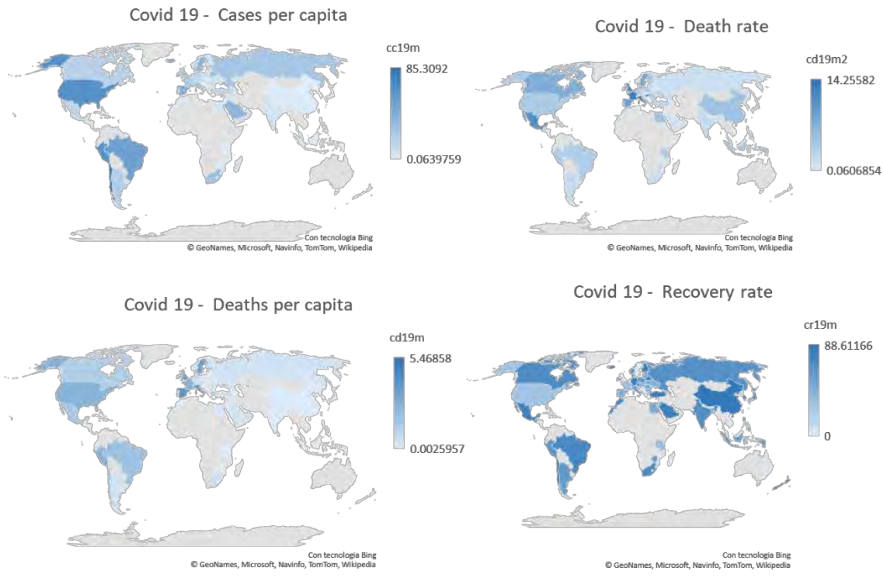 Covid 19 - Cases per capita
cc19m
85.3092
0.0639759
Con tecnologia Bing
© GeoNames, Microsoft, Navinfo, TomTom, Wikipedia
Covid 19 - Death rate
cd19m2
14.25582
0.0606854
Con tecnologia Bing
© GeoNames, Microsoft, Navinfo, TomTom, Wikipedia
Covid 19 - Deaths per capita
cd19m
5.46858
0.0025957
Con tecnologia Bing
© GeoNames, Microsoft, Navinfo, TomTom, Wikipedia
Covid 19 - Recovery rate
cr19m
88.61166
0
Con tecnologia Bing
© GeoNames, Microsoft, Navinfo, TomTom, Wikipedia